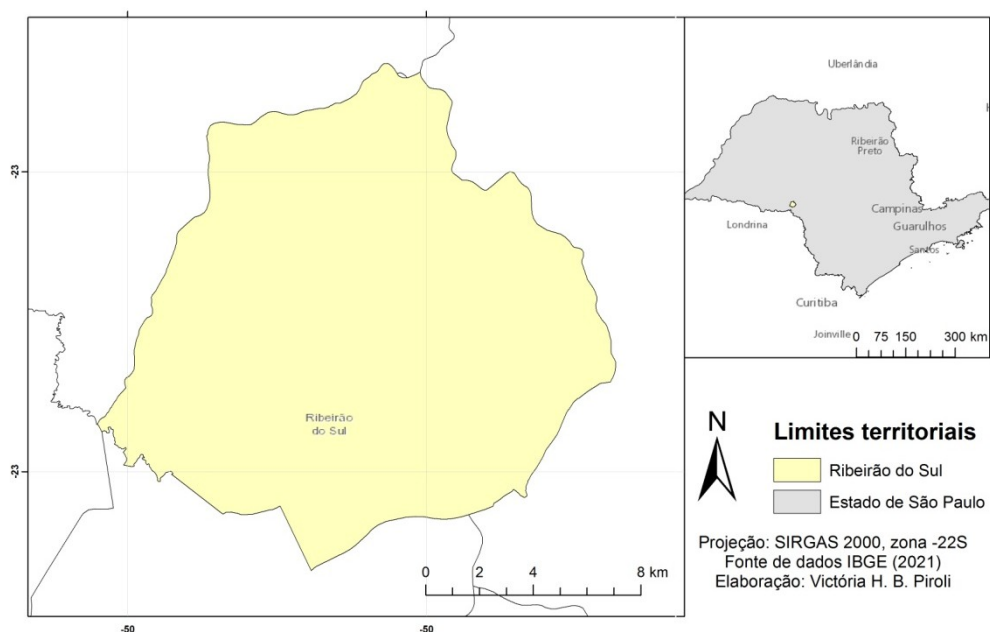 -23
-23
-50
-50
Ribeirão
do Sul
0 2 4 8 km
Uberlândia
H
Ribeirão
Preto
Campinas
Guarulhos
Santos
Londrina
Curitiba
Joinville
0 75 150 300 km
N
Limites territoriais
Ribeirão do Sul
Estado de São Paulo
Projeção: SIRGAS 2000, zona -22S
Fonte de dados IBGE (2021)
Elaboração: Victória H. B. Piroli